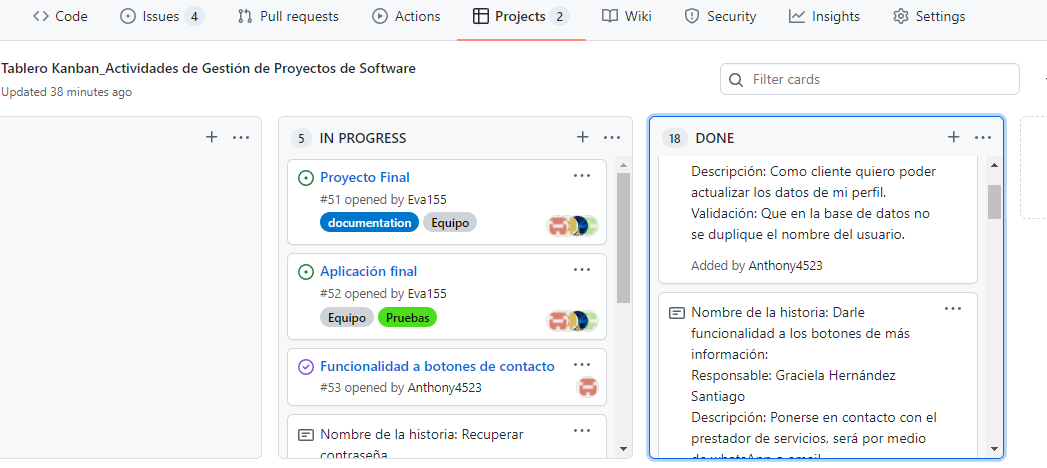 Code
Issues 4
Pull requests
Actions
Projects 2
Wiki
Security
Insights
Settings
Tablero Kanban_Actividades de Gestión de Proyectos de Software
Updated 38 minutes ago
Filter cards
5 IN PROGRESS
Proyecto Final
#51 opened by Eva155
documentation Equipo
Aplicación final
#52 opened by Eva155
Equipo Pruebas
Funcionalidad a botones de contacto
#53 opened by Anthony4523
Nombre de la historia: Recuperar
contraseña
18 DONE
Descripción: Como cliente quiero poder
actualizar los datos de mi perfil.
Validación: Que en la base de datos no
se duplique el nombre del usuario.
Added by Anthony4523
Nombre de la historia: Darle
funcionalidad a los botones de más
información:
Responsable: Graciela Hernández
Santiago
Descripción: Ponerse en contacto con el
prestador de servicios, será por medio
de whatsApp o email